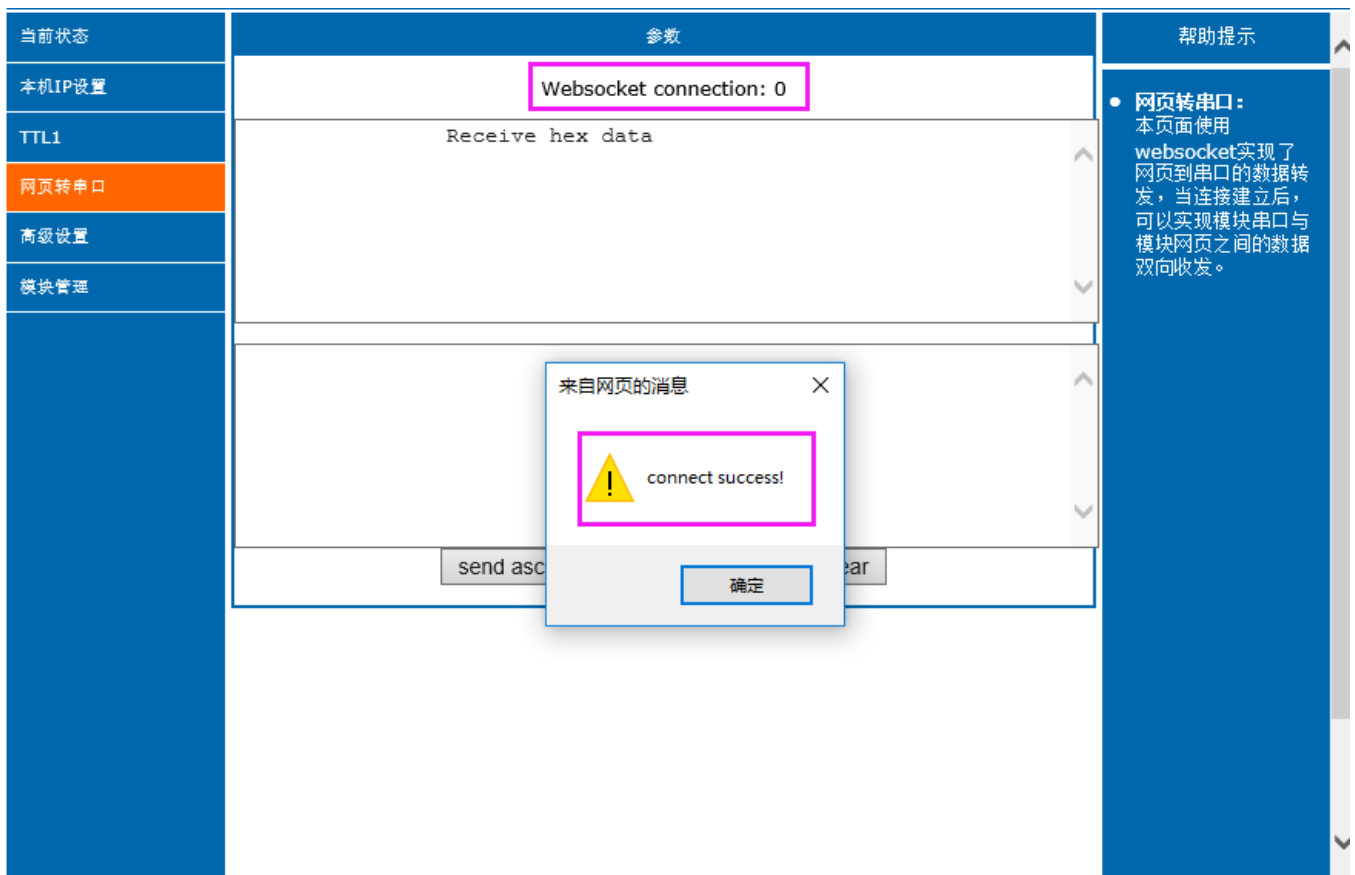 当前状态
本机IP设置
TTL1
网页转串口
高级设置
模块管理
参数
Websocket connection: 0
Receive hex data
来自网页的消息
connect success!
确定
send asc
ear
帮助提示
网页转串口：
本页面使用
websocket实现了
网页到串口的数据转
发，当连接建立后，
可以实现模块串口与
模块网页之间的数据
双向收发。